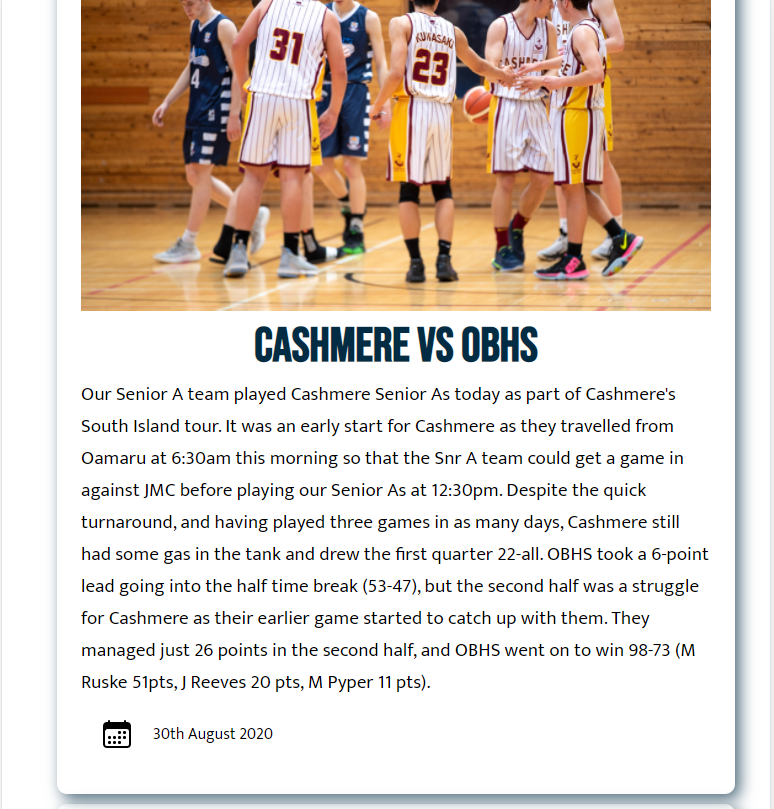 31
4
KUWASAKI
23
CASHMERE VS OBHS
Our Senior A team played Cashmere Senior As today as part of Cashmere's
South Island tour. It was an early start for Cashmere as they travelled from
Oamaru at 6:30am this morning so that the Snr A team could get a game in
against JMC before playing our Senior As at 12:30pm. Despite the quick
turnaround, and having played three games in as many days, Cashmere still
had some gas in the tank and drew the first quarter 22-all. OBHS took a 6-point
lead going into the half time break (53-47), but the second half was a struggle
for Cashmere as their earlier game started to catch up with them. They
managed just 26 points in the second half, and OBHS went on to win 98-73 (M
Ruske 51pts, J Reeves 20 pts, M Pyper 11 pts).
30th August 2020